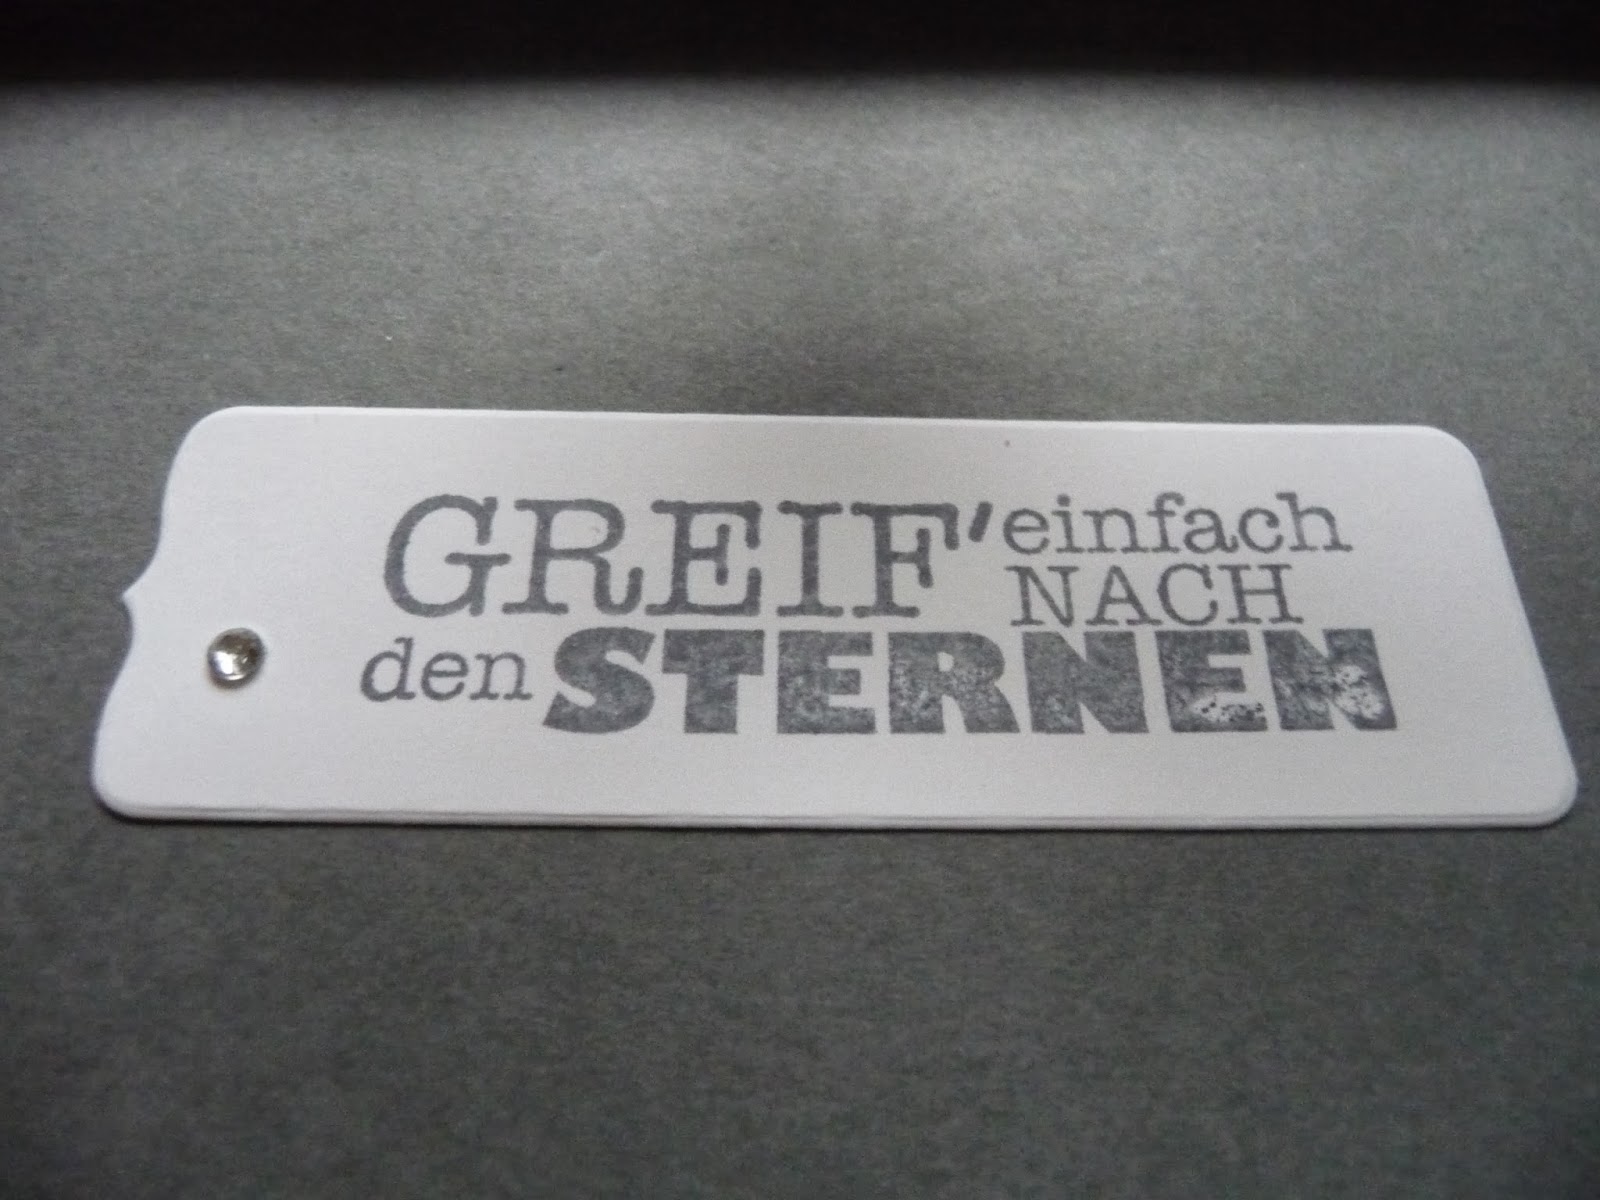 GREIF' einfach
NACH
den STERNEN